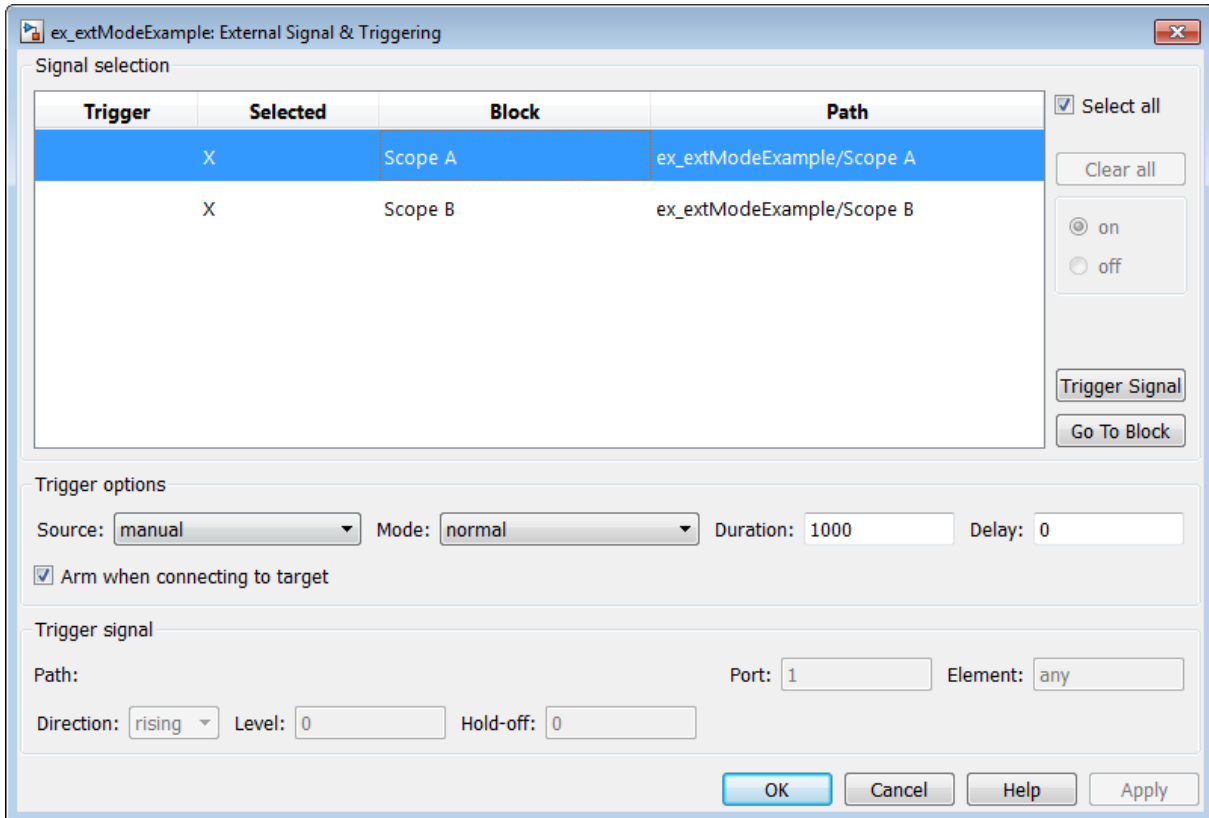 ex_extModeExample: External Signal & Triggering
Signal selection
Trigger Selected Block Path
Select all
X Scope A ex_extModeExample/Scope A
Clear all
X Scope B ex_extModeExample/Scope B
on
off
Trigger Signal
Go To Block
Trigger options
Source: manual Mode: normal Duration: 1000 Delay: 0
Arm when connecting to target
Trigger signal
Path: Port: 1 Element: any
Direction: rising Level: 0 Hold-off: 0
OK Cancel Help Apply